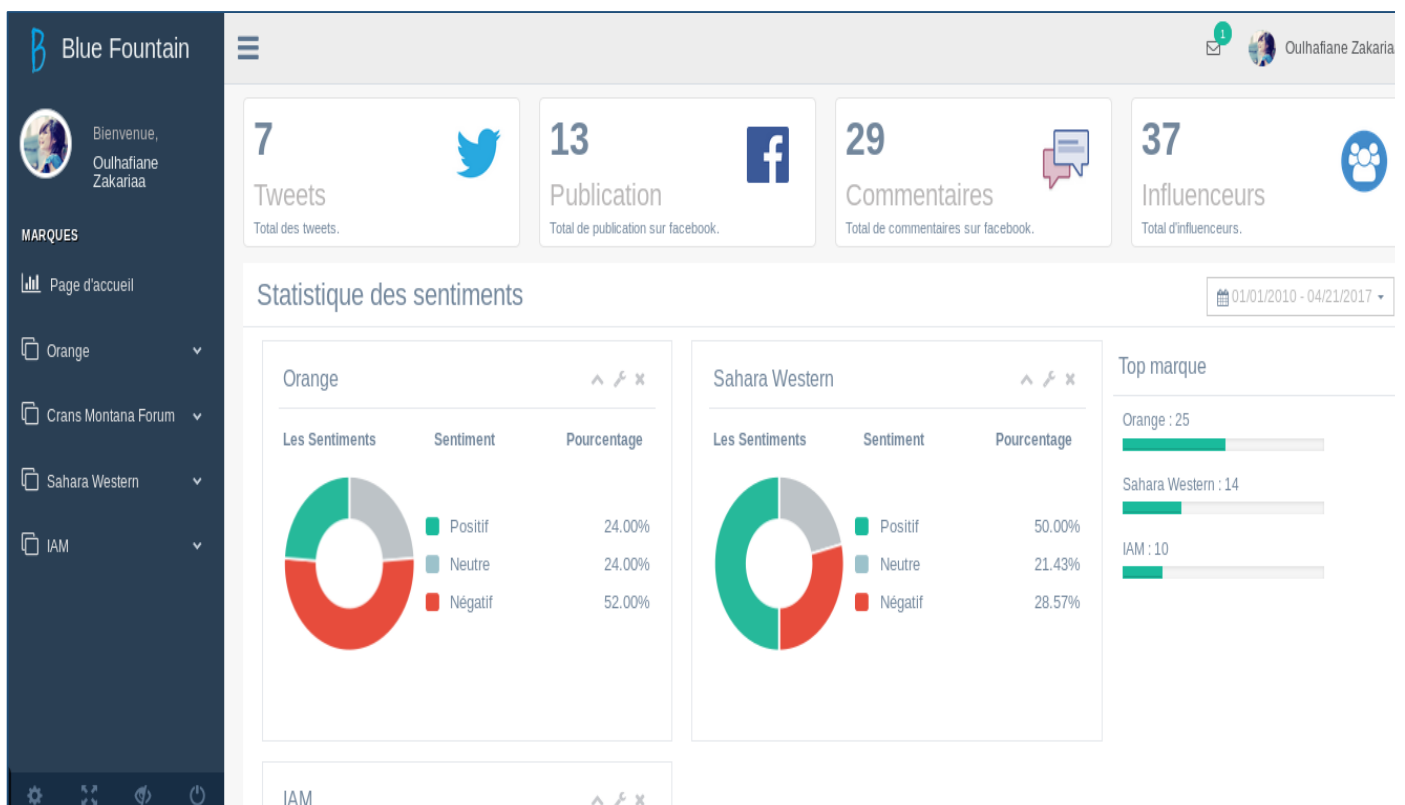 Blue Fountain
1
Oulhafiane Zakaria
Bienvenue,
Oulhafiane
Zakariaa
MARQUES
Page d'accueil
Orange
Crans Montana Forum
Sahara Western
IAM
7
Tweets
Total des tweets.
13
Publication
Total de publication sur facebook.
29
Commentaires
Total de commentaires sur facebook.
37
Influenceurs
Total d'influenceurs.
Statistique des sentiments
01/01/2010 - 04/21/2017
Orange
Les Sentiments Sentiment Pourcentage
Positif 24.00%
Neutre 24.00%
Négatif 52.00%
Sahara Western
Les Sentiments Sentiment Pourcentage
Positif 50.00%
Neutre 21.43%
Négatif 28.57%
Top marque
Orange : 25
Sahara Western : 14
IAM : 10
IAM